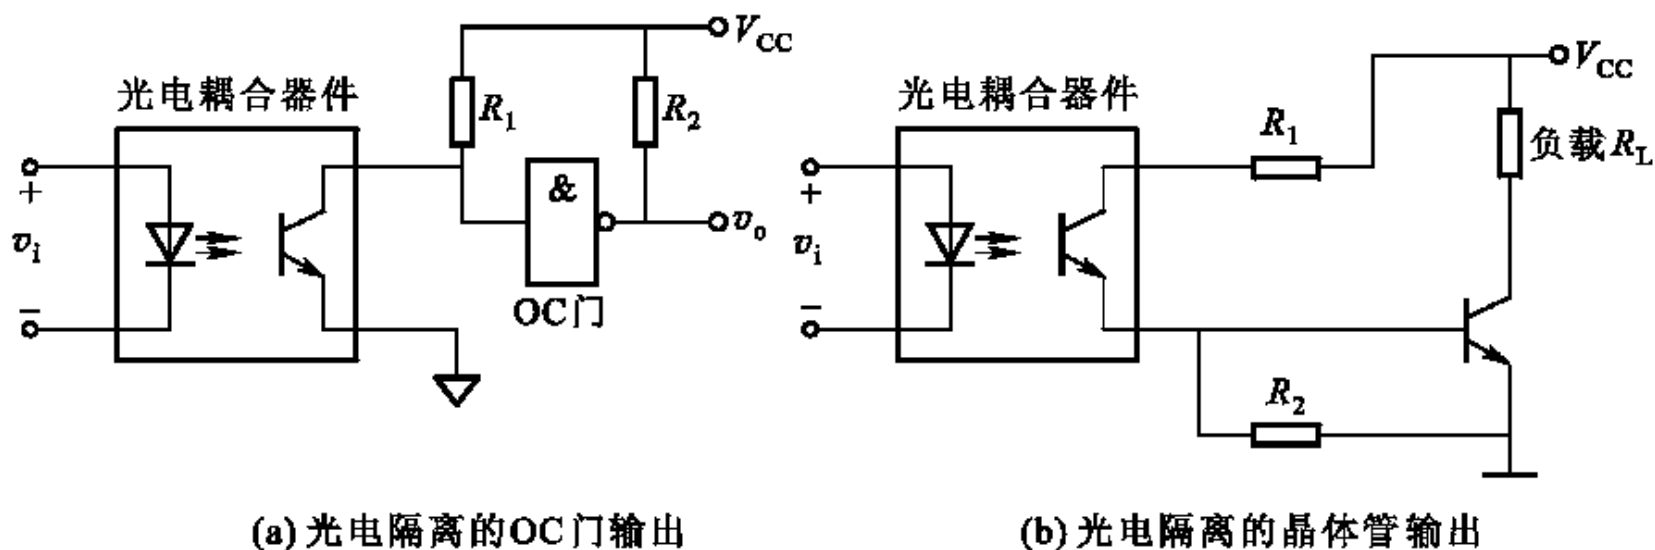 V_CC
光电耦合器件
R_1
R_2
+
v_i
−
&
v_o
OC门
(a) 光电隔离的OC门输出
V_CC
光电耦合器件
R_1
负载R_L
+
v_i
−
R_2
(b) 光电隔离的晶体管输出